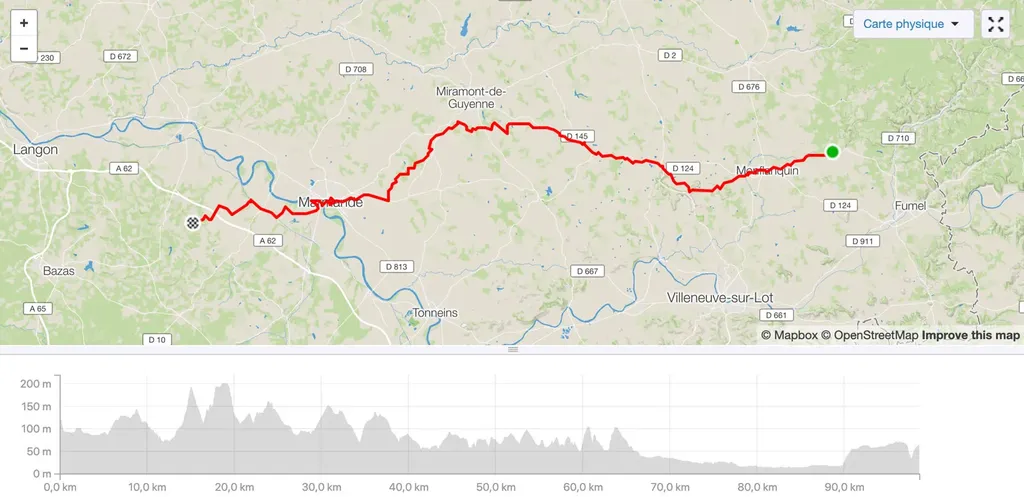 +
−
Carte physique
230
D 672
D 708
D 2
D 676
D 66
Miramont-de-
Guyenne
D 145
D 710
Langon
A 62
D 124
Monflanquin
Marmande
D 124
Fumel
A 62
D 911
Bazas
D 813
D 667
A 65
Tonneins
Villeneuve-sur-Lot
D 661
D 10
© Mapbox © OpenStreetMap Improve this map
200 m
150 m
100 m
50 m
0 m
0,0 km 10,0 km 20,0 km 30,0 km 40,0 km 50,0 km 60,0 km 70,0 km 80,0 km 90,0 km